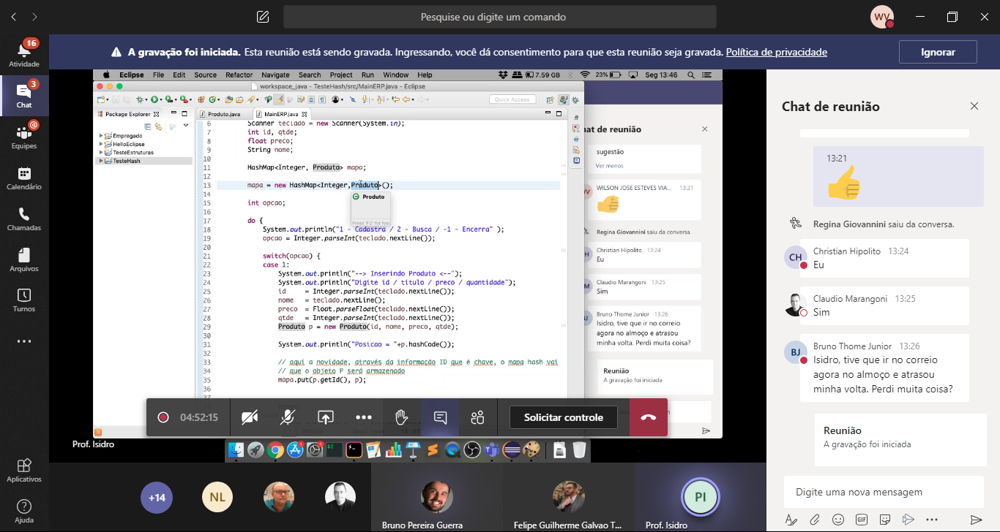 Pesquise ou digite um comando
WV
16
Atividade
3
Chat
@
Equipes
Calendário
Chamadas
Arquivos
Turnos
Aplicativos
Ajuda
A gravação foi iniciada. Esta reunião está sendo gravada. Ingressando, você dá consentimento para que esta reunião seja gravada. Política de privacidade
Ignorar
Eclipse File Edit Source Refactor Navigate Search Project Run Window Help
7.59 GB 23% Seg 13:46
workspace_java - TesteHash/src/MainERP.java - Eclipse
Quick Access
Package Explorer
Empregado
HelloEclipse
TesteEstruturas
TesteHash
Produto.java
MainERP.java
6 Scanner teclado = new Scanner(System.in);
7 int id, qtde;
8 float preco;
9 String nome;
10
11 HashMap<Integer, Produto> mapa;
12
13 mapa = new HashMap<Integer,Produto>();
14
15 int opcao;
16
17 do {
18 System.out.println("1 - Cadastra / 2 - Busca / -1 - Encerra" );
19 opcao = Integer.parseInt(teclado.nextLine());
20
21 switch(opcao) {
22 case 1:
23 System.out.println("--> Inserindo Produto <--");
24 System.out.println("Digite id / titulo / preco / quantidade");
25 id = Integer.parseInt(teclado.nextLine());
26 nome = teclado.nextLine();
27 preco = Float.parseFloat(teclado.nextLine());
28 qtde = Integer.parseInt(teclado.nextLine());
29 Produto p = new Produto(id, nome, preco, qtde);
30
31 System.out.println("Posicao = "+p.hashCode());
32
33 // aqui a novidade, através da informação ID que é chave, o mapa hash vai
34 // que o objeto P será armazenado
35 mapa.put(p.getId(), p);
36
37
Produto
Press 'F2' for foc
at de reunião
sugestão
Ver menos
WILSON JOSE ESTEVES VIA... 13:21
Regina Giovannini saiu da conversa.
Christian Hipolito 13:24
Eu
Claudio Marangoni 13:25
Sim
Bruno Thome Junior 13:26
Isidro, tive que ir no correio
agora no almoço e atrasou
minha volta. Perdi muita coisa?
Reunião
A gravação foi iniciada
04:52:15
Solicitar controle
Prof. Isidro
+14
NL
Bruno Pereira Guerra
Felipe Guilherme Galvao T...
PI
Prof. Isidro
Chat de reunião
13:21
Regina Giovannini saiu da conversa.
CH
Christian Hipolito 13:24
Eu
Claudio Marangoni 13:25
Sim
BJ
Bruno Thome Junior 13:26
Isidro, tive que ir no correio
agora no almoço e atrasou
minha volta. Perdi muita coisa?
Reunião
A gravação foi iniciada
Digite uma nova mensagem
GIF